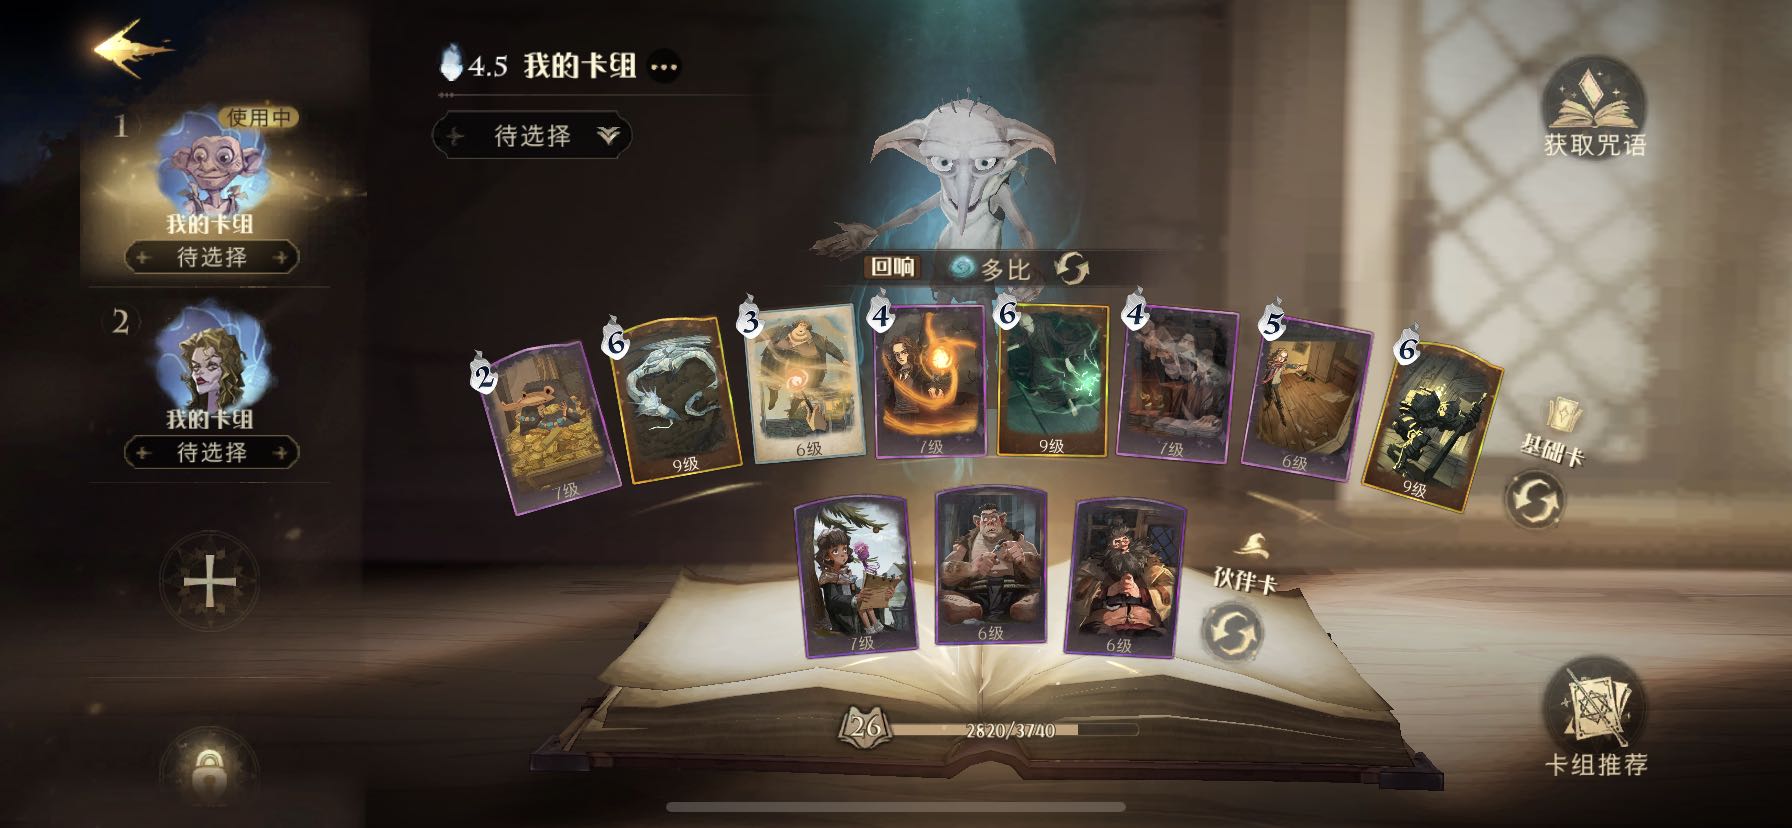 4.5 我的卡组
待选择
1
使用中
我的卡组
待选择
2
我的卡组
待选择
获取咒语
回响 多比
2
7级
6
9级
3
6级
4
7级
6
9级
4
7级
5
6级
6
9级
基础卡
7级
6级
6级
伙伴卡
26
2820/3740
卡组推荐